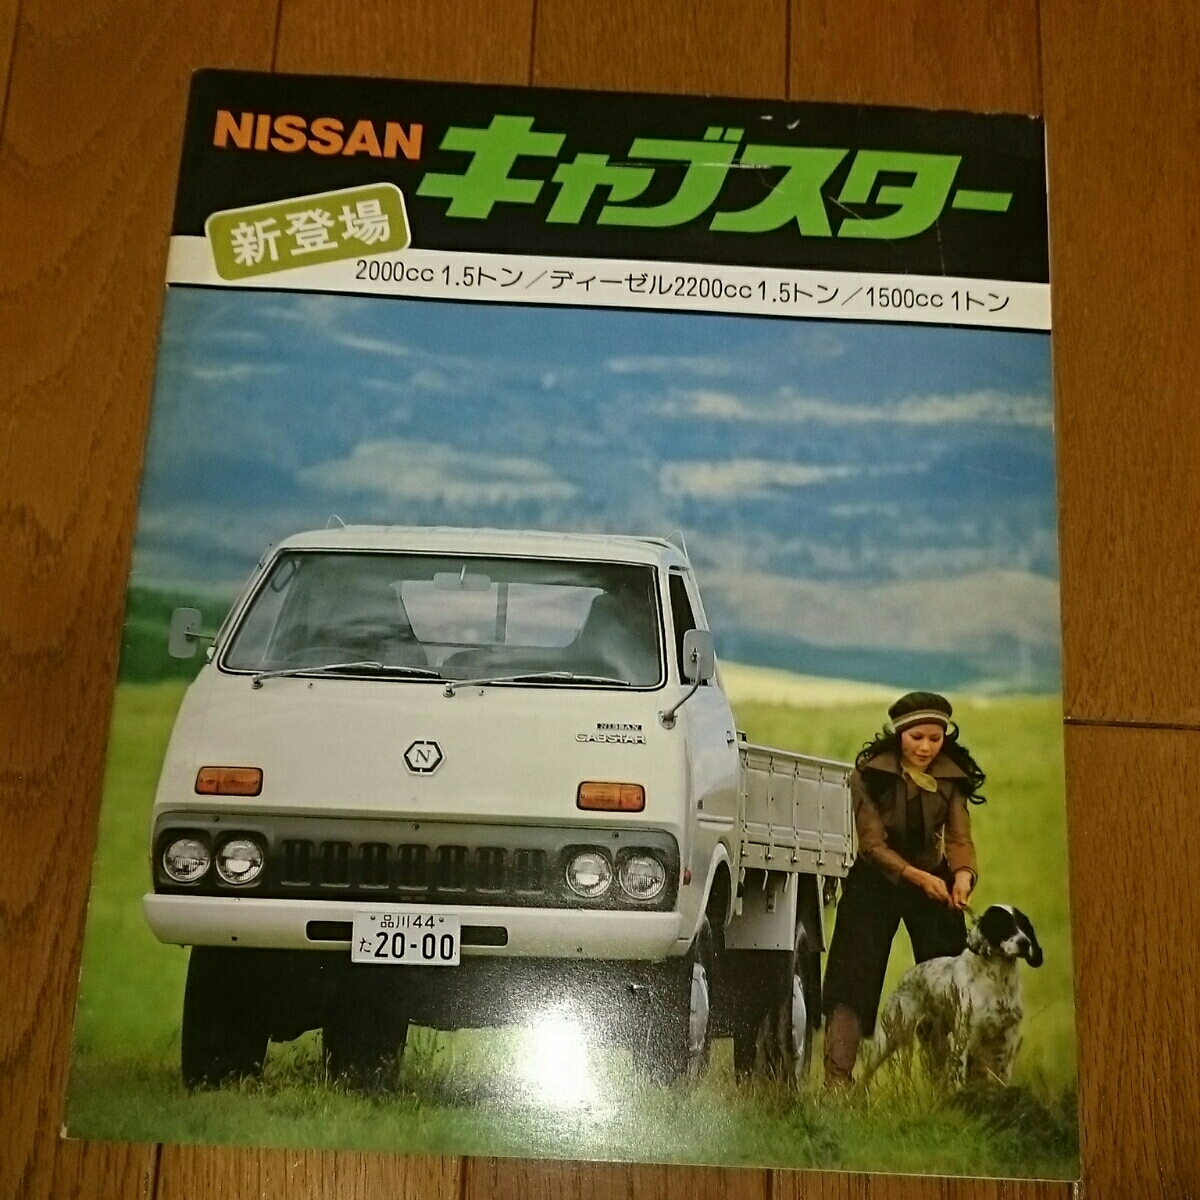 NISSAN キャブスター
新登場
2000cc 1.5トン／ディーゼル2200cc 1.5トン／1500cc 1トン
NISSAN
CABSTAR
N
品川44
た 20-00